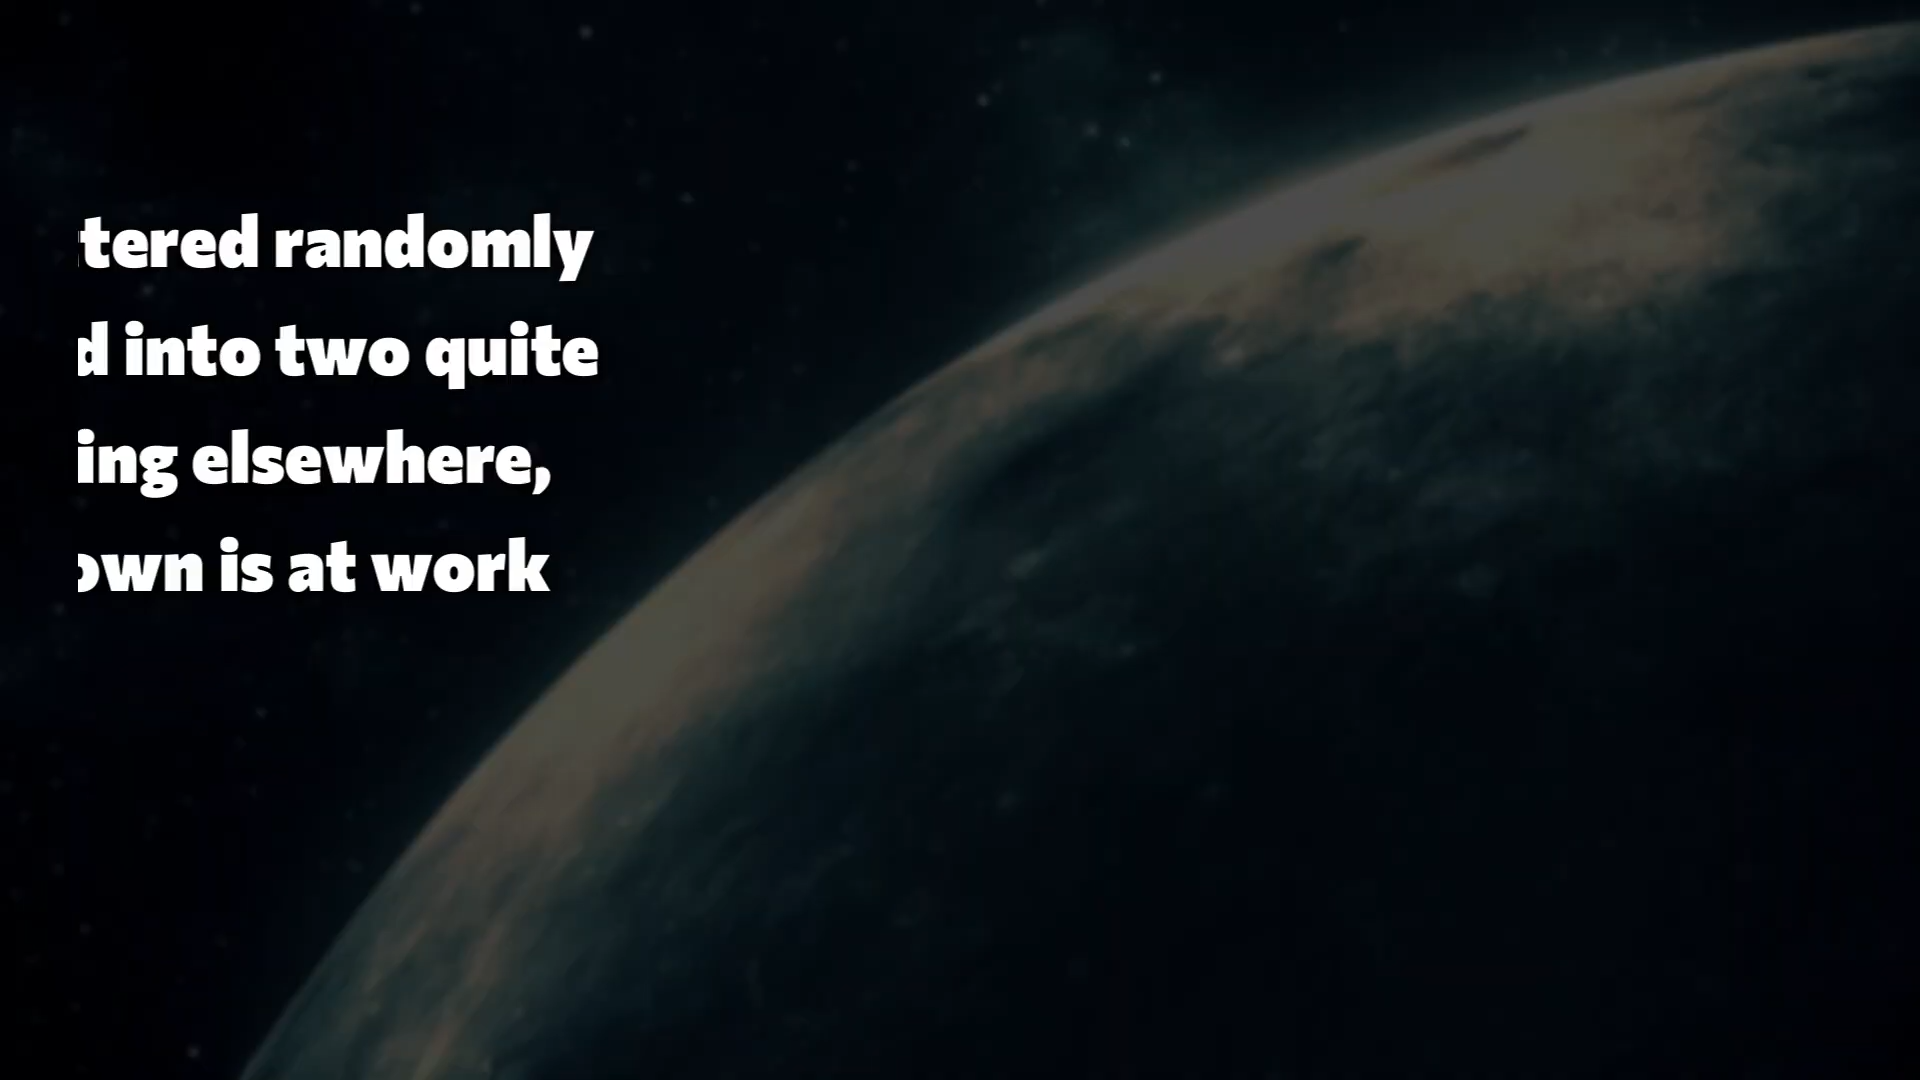 tered randomly
d into two quite
ing elsewhere,
own is at work